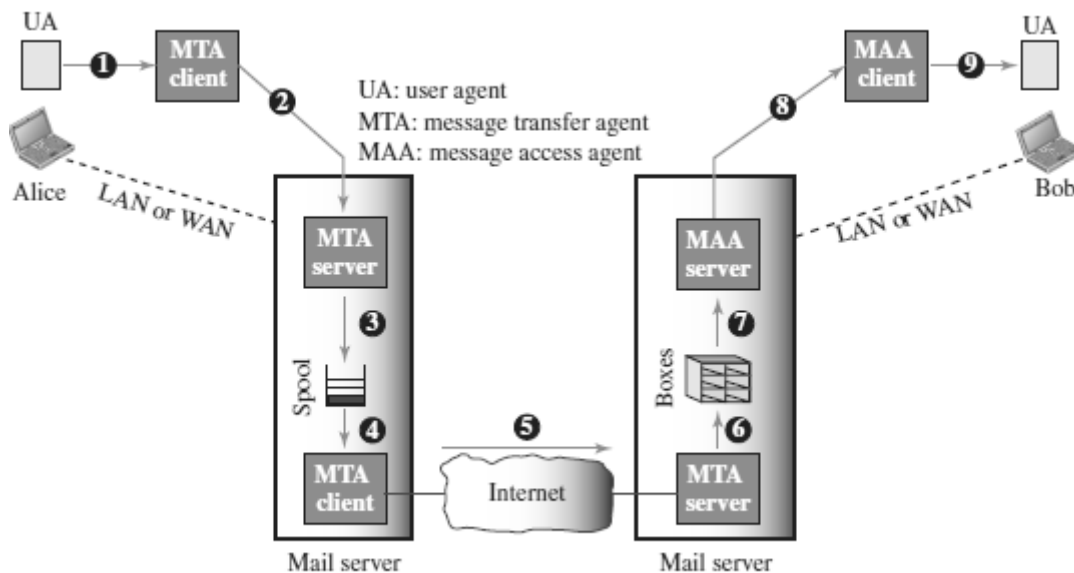 UA
1
MTA
client
2
UA: user agent
MTA: message transfer agent
MAA: message access agent
8
MAA
client
9
UA
Alice
LAN or WAN
Bob
LAN or WAN
MTA
server
3
Spool
4
MTA
client
Mail server
5
Internet
MAA
server
7
Boxes
6
MTA
server
Mail server